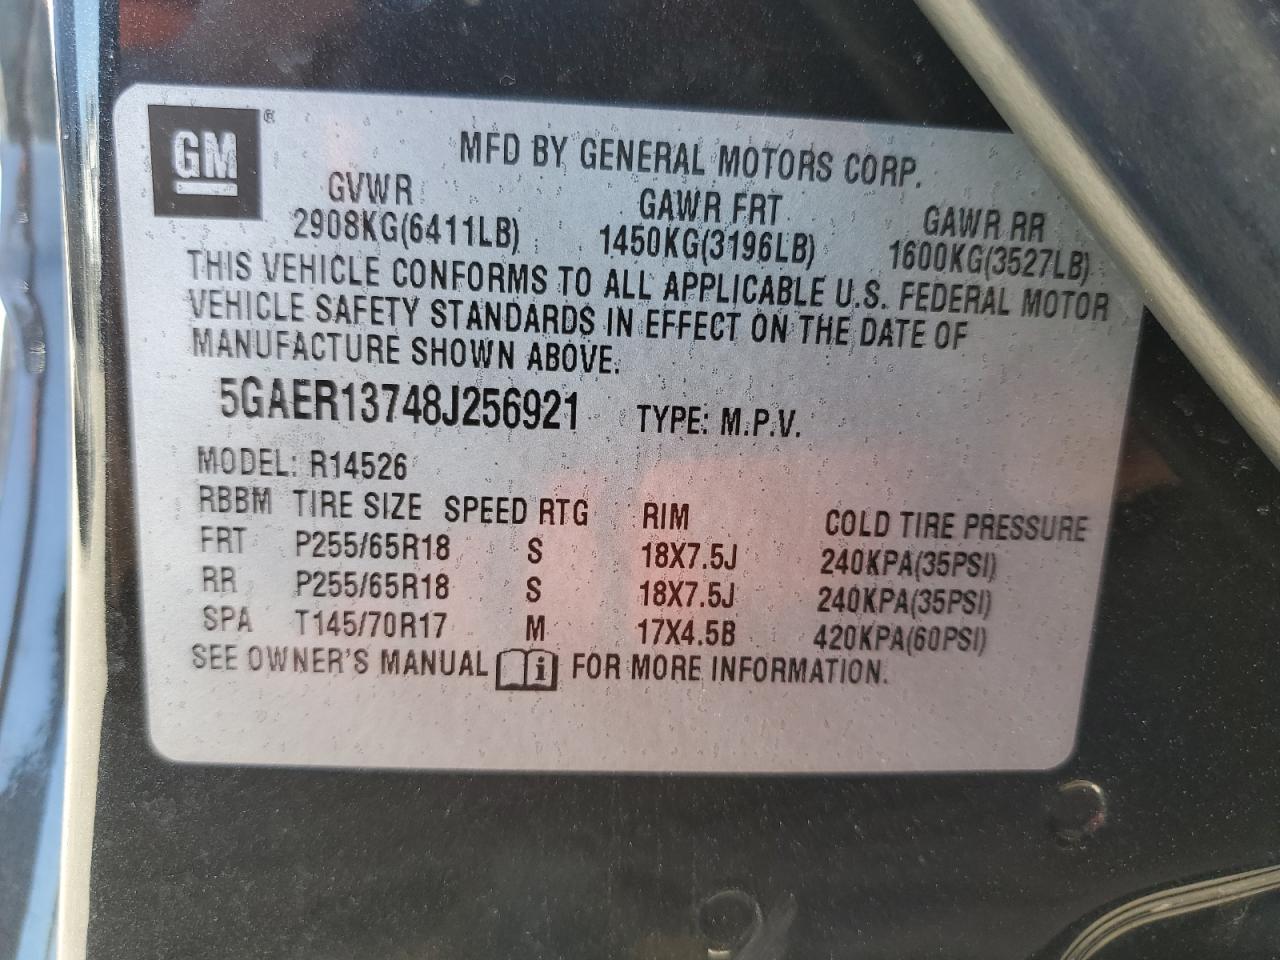 GM ®
MFD BY GENERAL MOTORS CORP.
GVWR GAWR FRT GAWR RR
2908KG(6411LB) 1450KG(3196LB) 1600KG(3527LB)
THIS VEHICLE CONFORMS TO ALL APPLICABLE U.S. FEDERAL MOTOR
VEHICLE SAFETY STANDARDS IN EFFECT ON THE DATE OF
MANUFACTURE SHOWN ABOVE.
5GAER13748J256921 TYPE: M.P.V.
MODEL: R14526
RBBM TIRE SIZE SPEED RTG RIM COLD TIRE PRESSURE
FRT P255/65R18 S 18X7.5J 240KPA(35PSI)
RR P255/65R18 S 18X7.5J 240KPA(35PSI)
SPA T145/70R17 M 17X4.5B 420KPA(60PSI)
SEE OWNER'S MANUAL i FOR MORE INFORMATION.